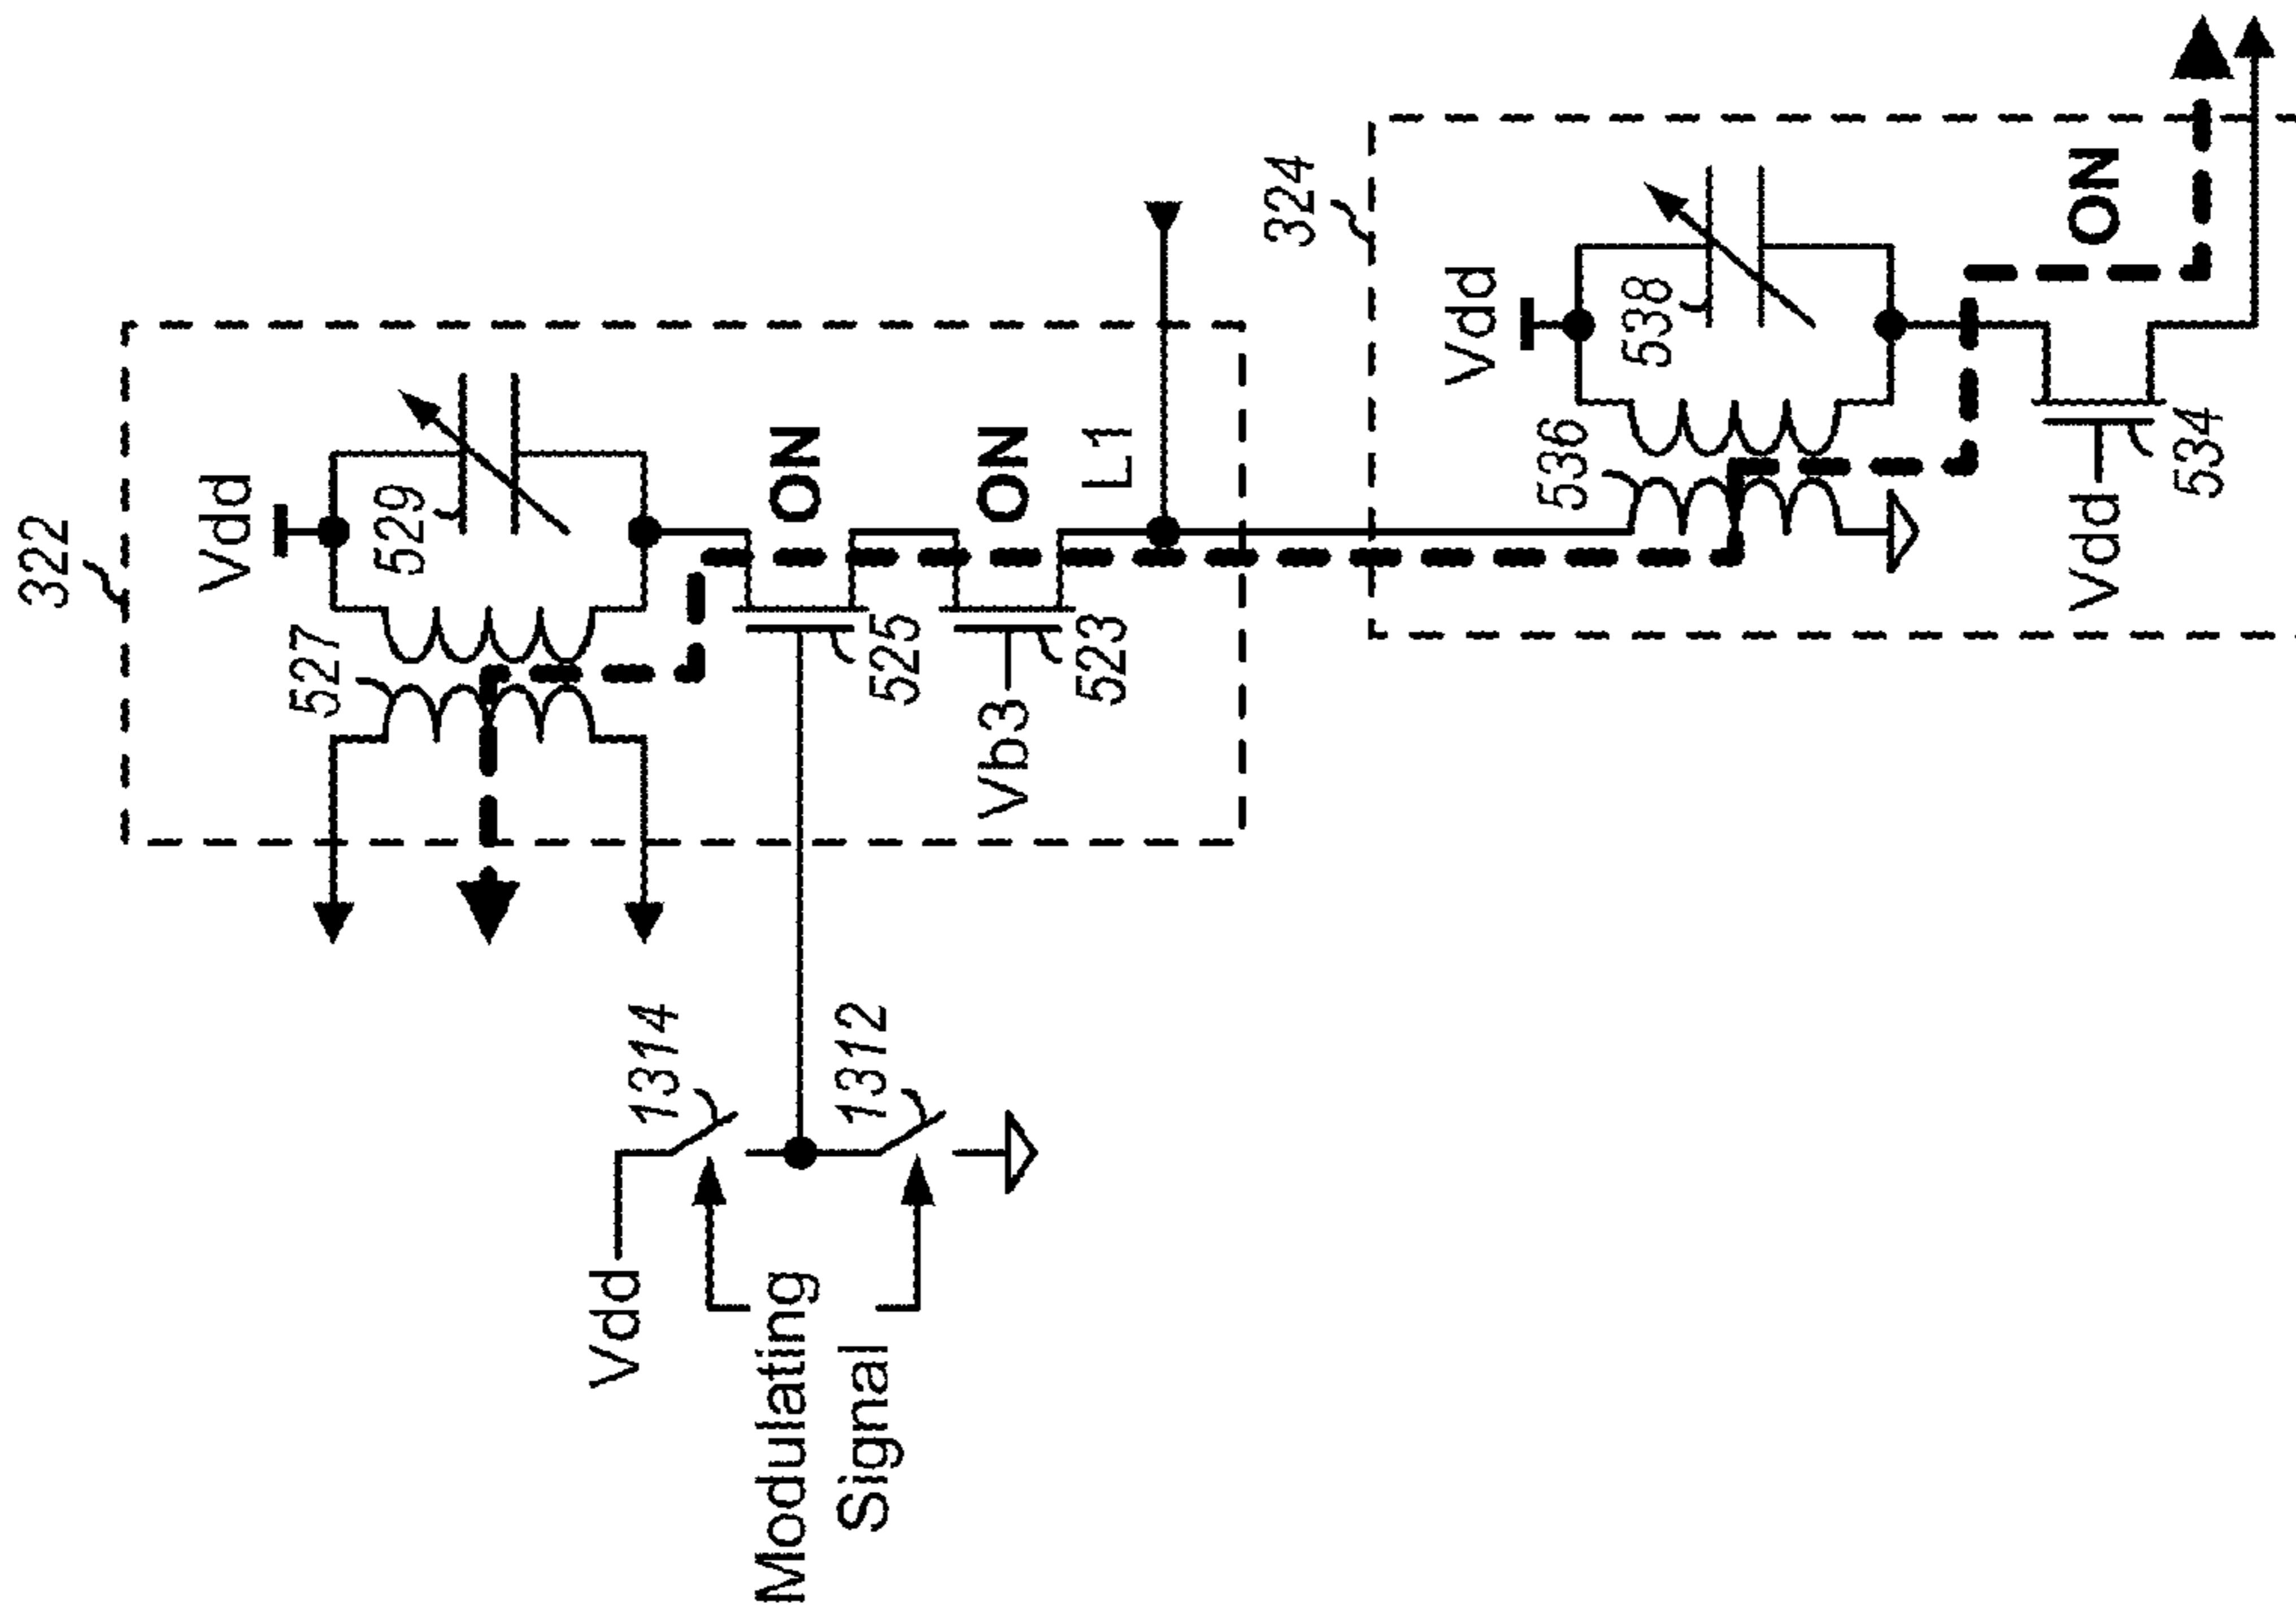 322
Vdd
527
529
525
ON
Vb3
523
ON
L1
Vdd
1314
1312
Modulating
Signal
324
Vdd
536
538
Vdd
534
ON